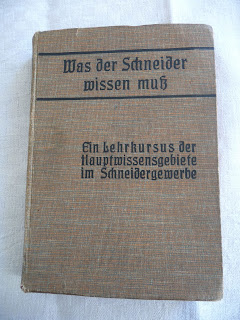 Was der Schneider
wissen muß
Ein Lehrkursus der
Hauptwissensgebiete
im Schneidergewerbe